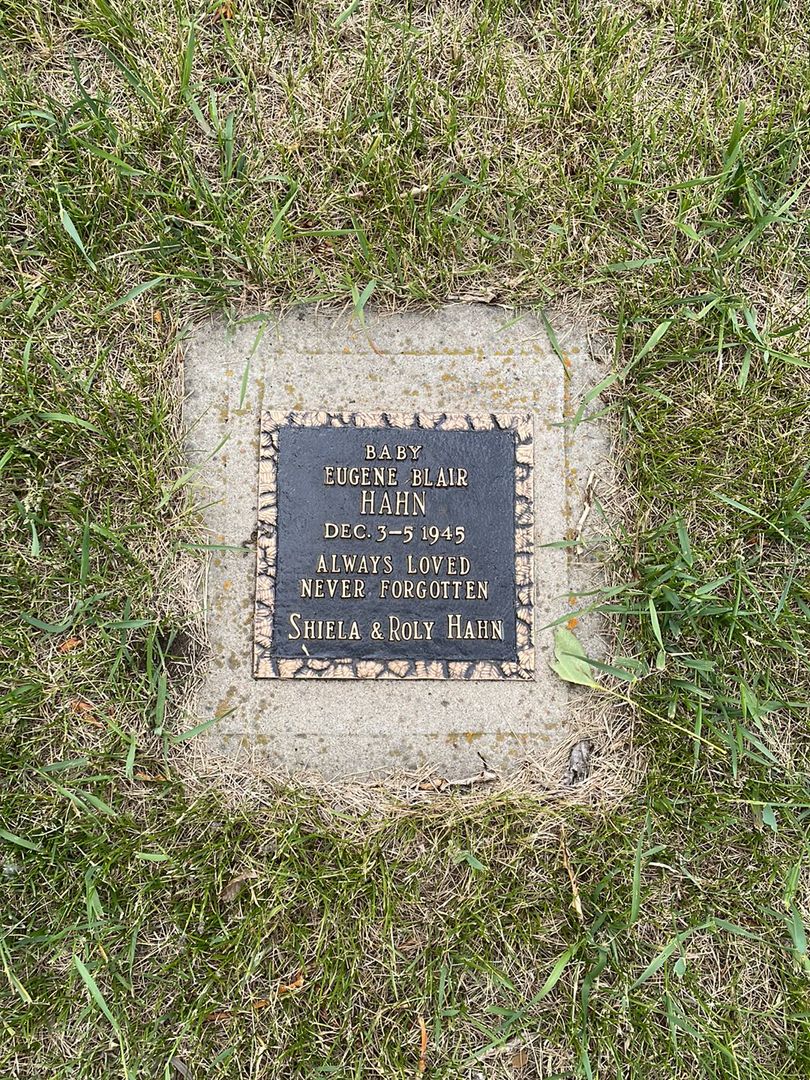 BABY
EUGENE BLAIR
HAHN
DEC. 3–5 1945
ALWAYS LOVED
NEVER FORGOTTEN
SHIELA & ROLY HAHN